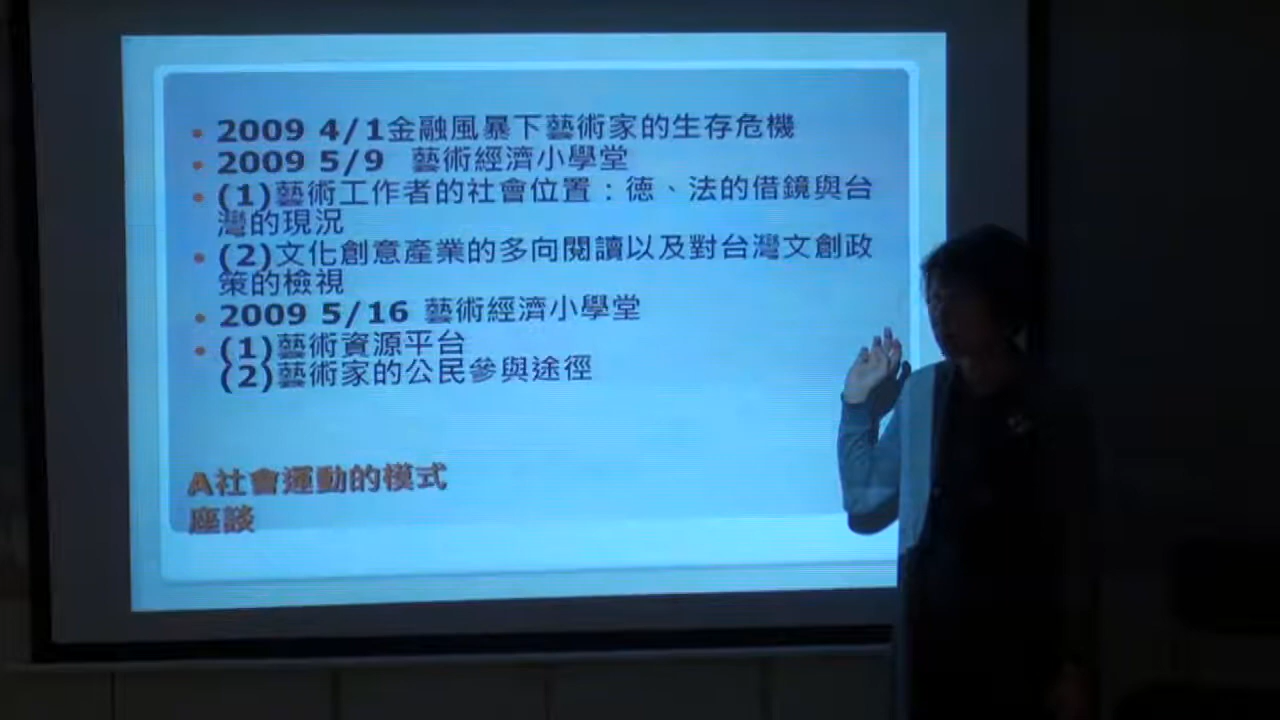 2009 4/1金融風暴下藝術家的生存危機
2009 5/9 藝術經濟小學堂
(1)藝術工作者的社會位置：德、法的借鏡與台
灣的現況
(2)文化創意產業的多向閱讀以及對台灣文創政
策的檢視
2009 5/16 藝術經濟小學堂
(1)藝術資源平台
(2)藝術家的公民參與途徑
A社會運動的模式
座談